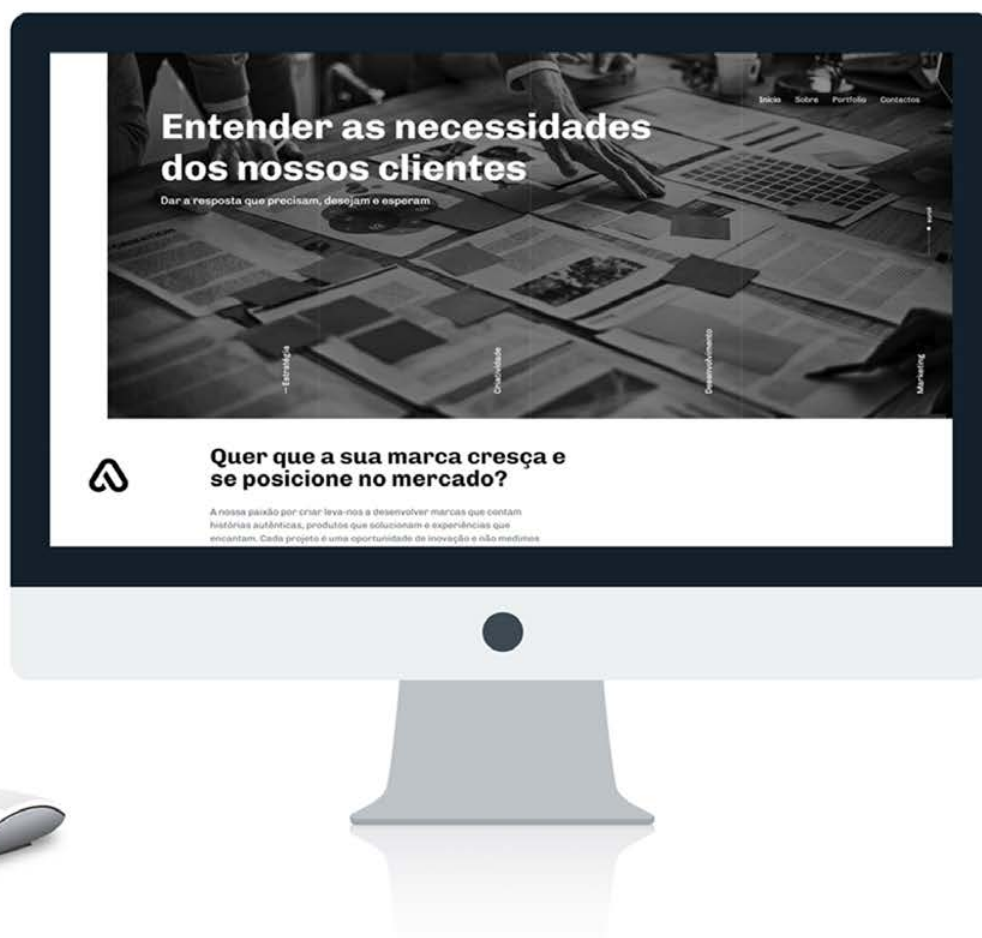 Início Sobre Portfolio Contactos
Entender as necessidades
dos nossos clientes
Dar a resposta que precisam, desejam e esperam
— Estratégia
Criatividade
Desenvolvimento
Marketing
Quer que a sua marca cresça e
se posicione no mercado?
A nossa paixão por criar leva-nos a desenvolver marcas que contam
histórias autênticas, produtos que solucionam e experiências que
encantam. Cada projeto é uma oportunidade de inovação e não medimos